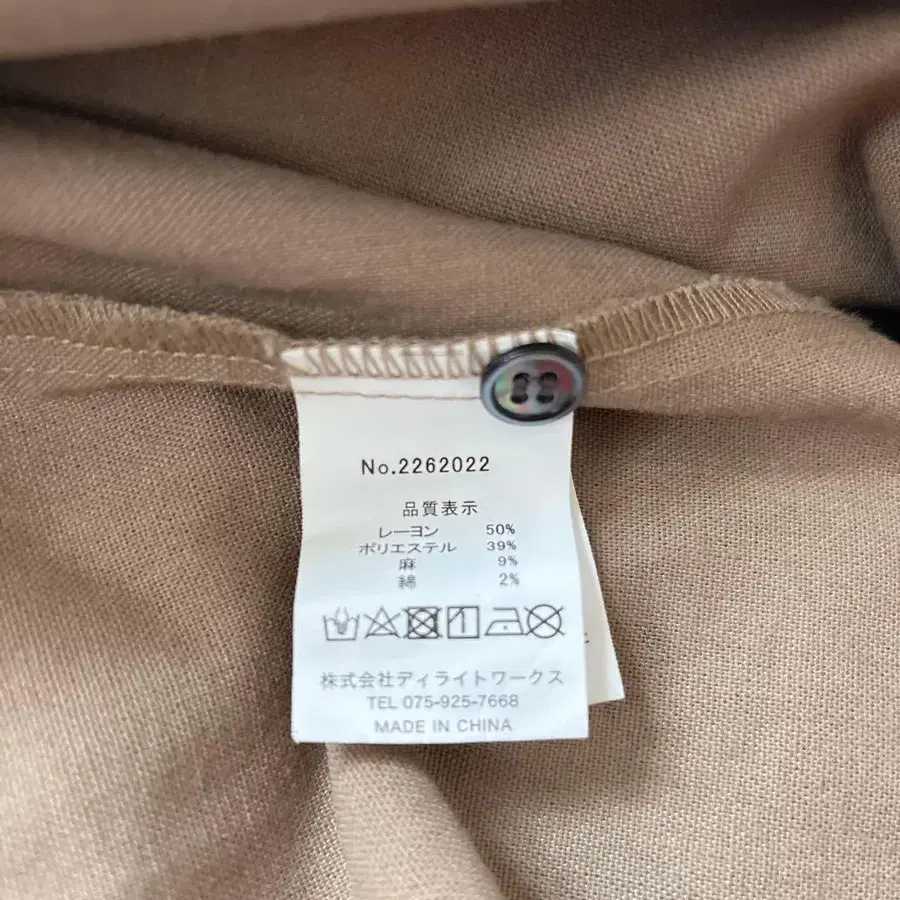 No.2262022
品質表示
レーヨン 50%
ポリエステル 39%
麻 9%
綿 2%
株式会社ディライトワークス
TEL 075-925-7668
MADE IN CHINA